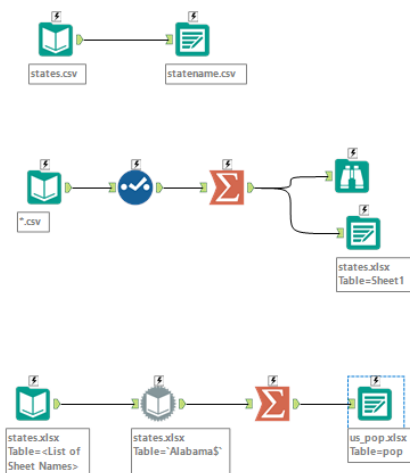 states.csv
statename.csv
*.csv
states.xlsx
Table=Sheet1
states.xlsx
Table=<List of
Sheet Names>
states.xlsx
Table=`Alabama$`
us_pop.xlsx
Table=pop